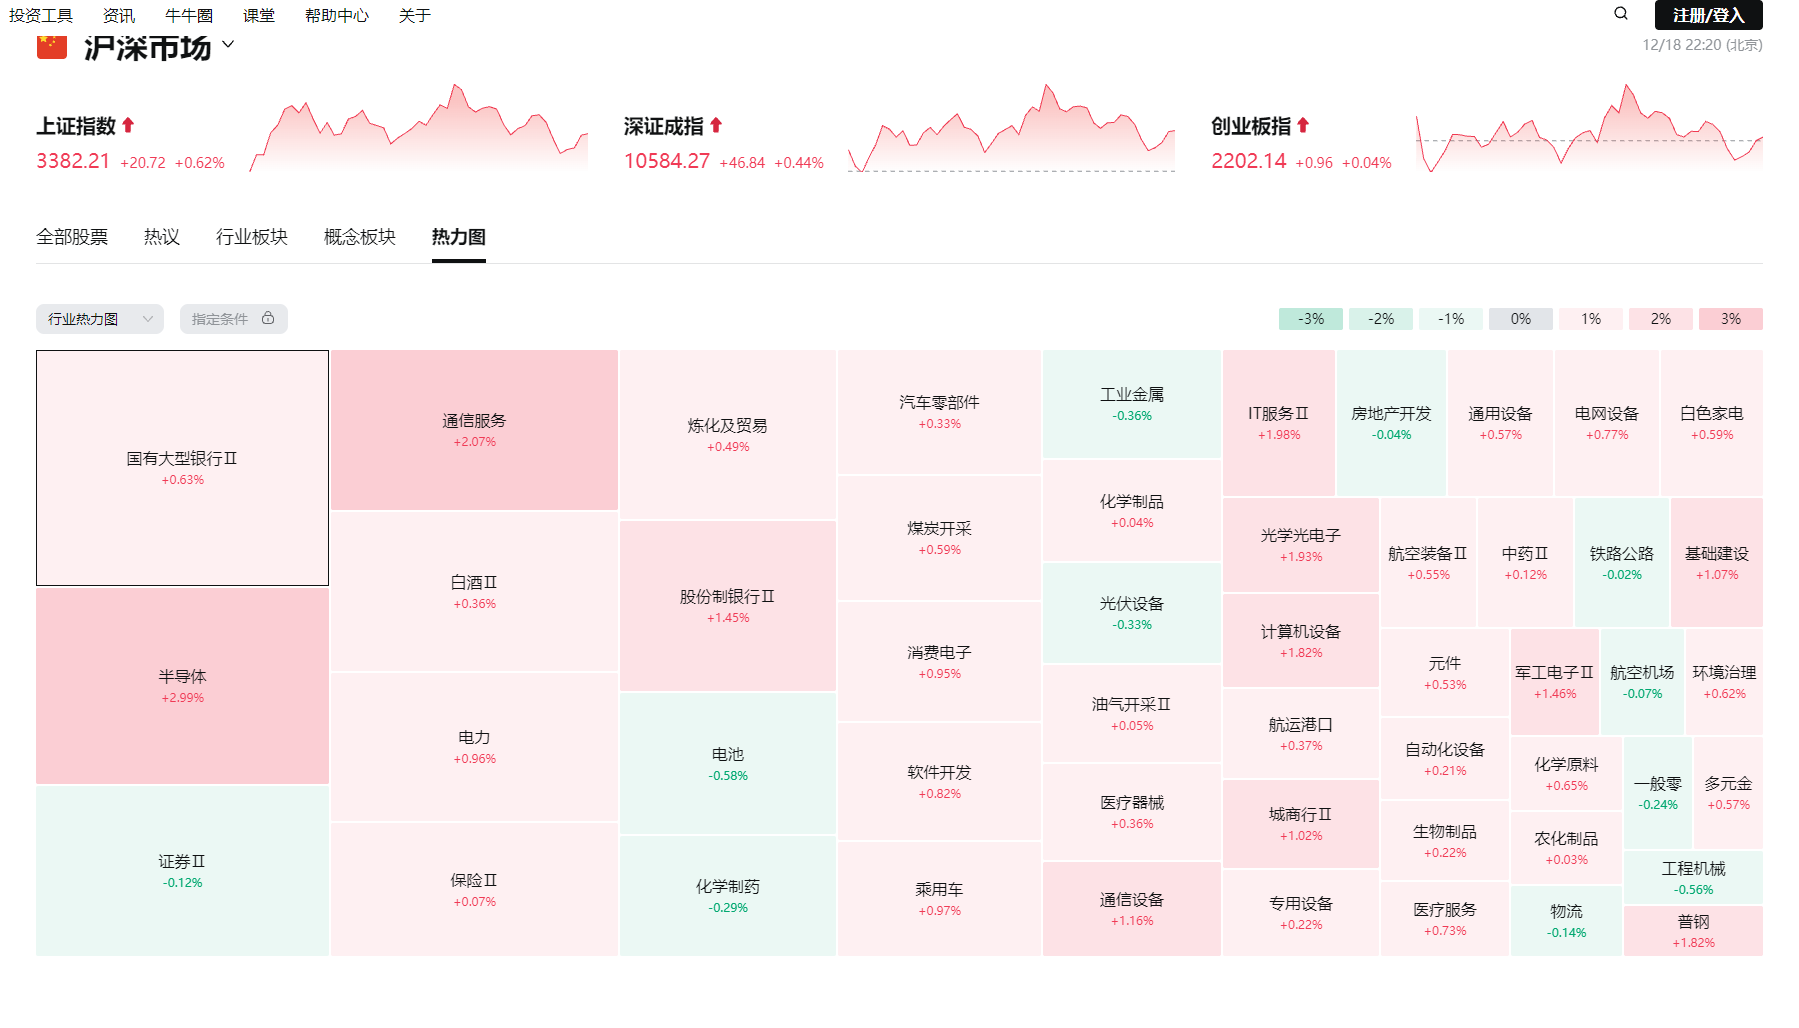 投资工具 资讯 牛牛圈 课堂 帮助中心 关于 注册/登入
沪深市场 12/18 22:20 (北京)
上证指数
3382.21 +20.72 +0.62%
深证成指
10584.27 +46.84 +0.44%
创业板指
2202.14 +0.96 +0.04%
全部股票 热议 行业板块 概念板块 热力图
行业热力图 指定条件 -3% -2% -1% 0% 1% 2% 3%
国有大型银行Ⅱ
+0.63%
半导体
+2.99%
证券Ⅱ
-0.12%
通信服务
+2.07%
白酒Ⅱ
+0.36%
电力
+0.96%
保险Ⅱ
+0.07%
炼化及贸易
+0.49%
股份制银行Ⅱ
+1.45%
电池
-0.58%
化学制药
-0.29%
汽车零部件
+0.33%
煤炭开采
+0.59%
消费电子
+0.95%
软件开发
+0.82%
乘用车
+0.97%
工业金属
-0.36%
化学制品
+0.04%
光伏设备
-0.33%
油气开采Ⅱ
+0.05%
医疗器械
+0.36%
通信设备
+1.16%
IT服务Ⅱ
+1.98%
房地产开发
-0.04%
通用设备
+0.57%
电网设备
+0.77%
白色家电
+0.59%
光学光电子
+1.93%
计算机设备
+1.82%
航运港口
+0.37%
城商行Ⅱ
+1.02%
专用设备
+0.22%
航空装备Ⅱ
+0.55%
中药Ⅱ
+0.12%
铁路公路
-0.02%
基础建设
+1.07%
元件
+0.53%
自动化设备
+0.21%
生物制品
+0.22%
医疗服务
+0.73%
军工电子Ⅱ
+1.46%
航空机场
-0.07%
环境治理
+0.62%
化学原料
+0.65%
农化制品
+0.03%
物流
-0.14%
一般零
-0.24%
多元金
+0.57%
工程机械
-0.56%
普钢
+1.82%